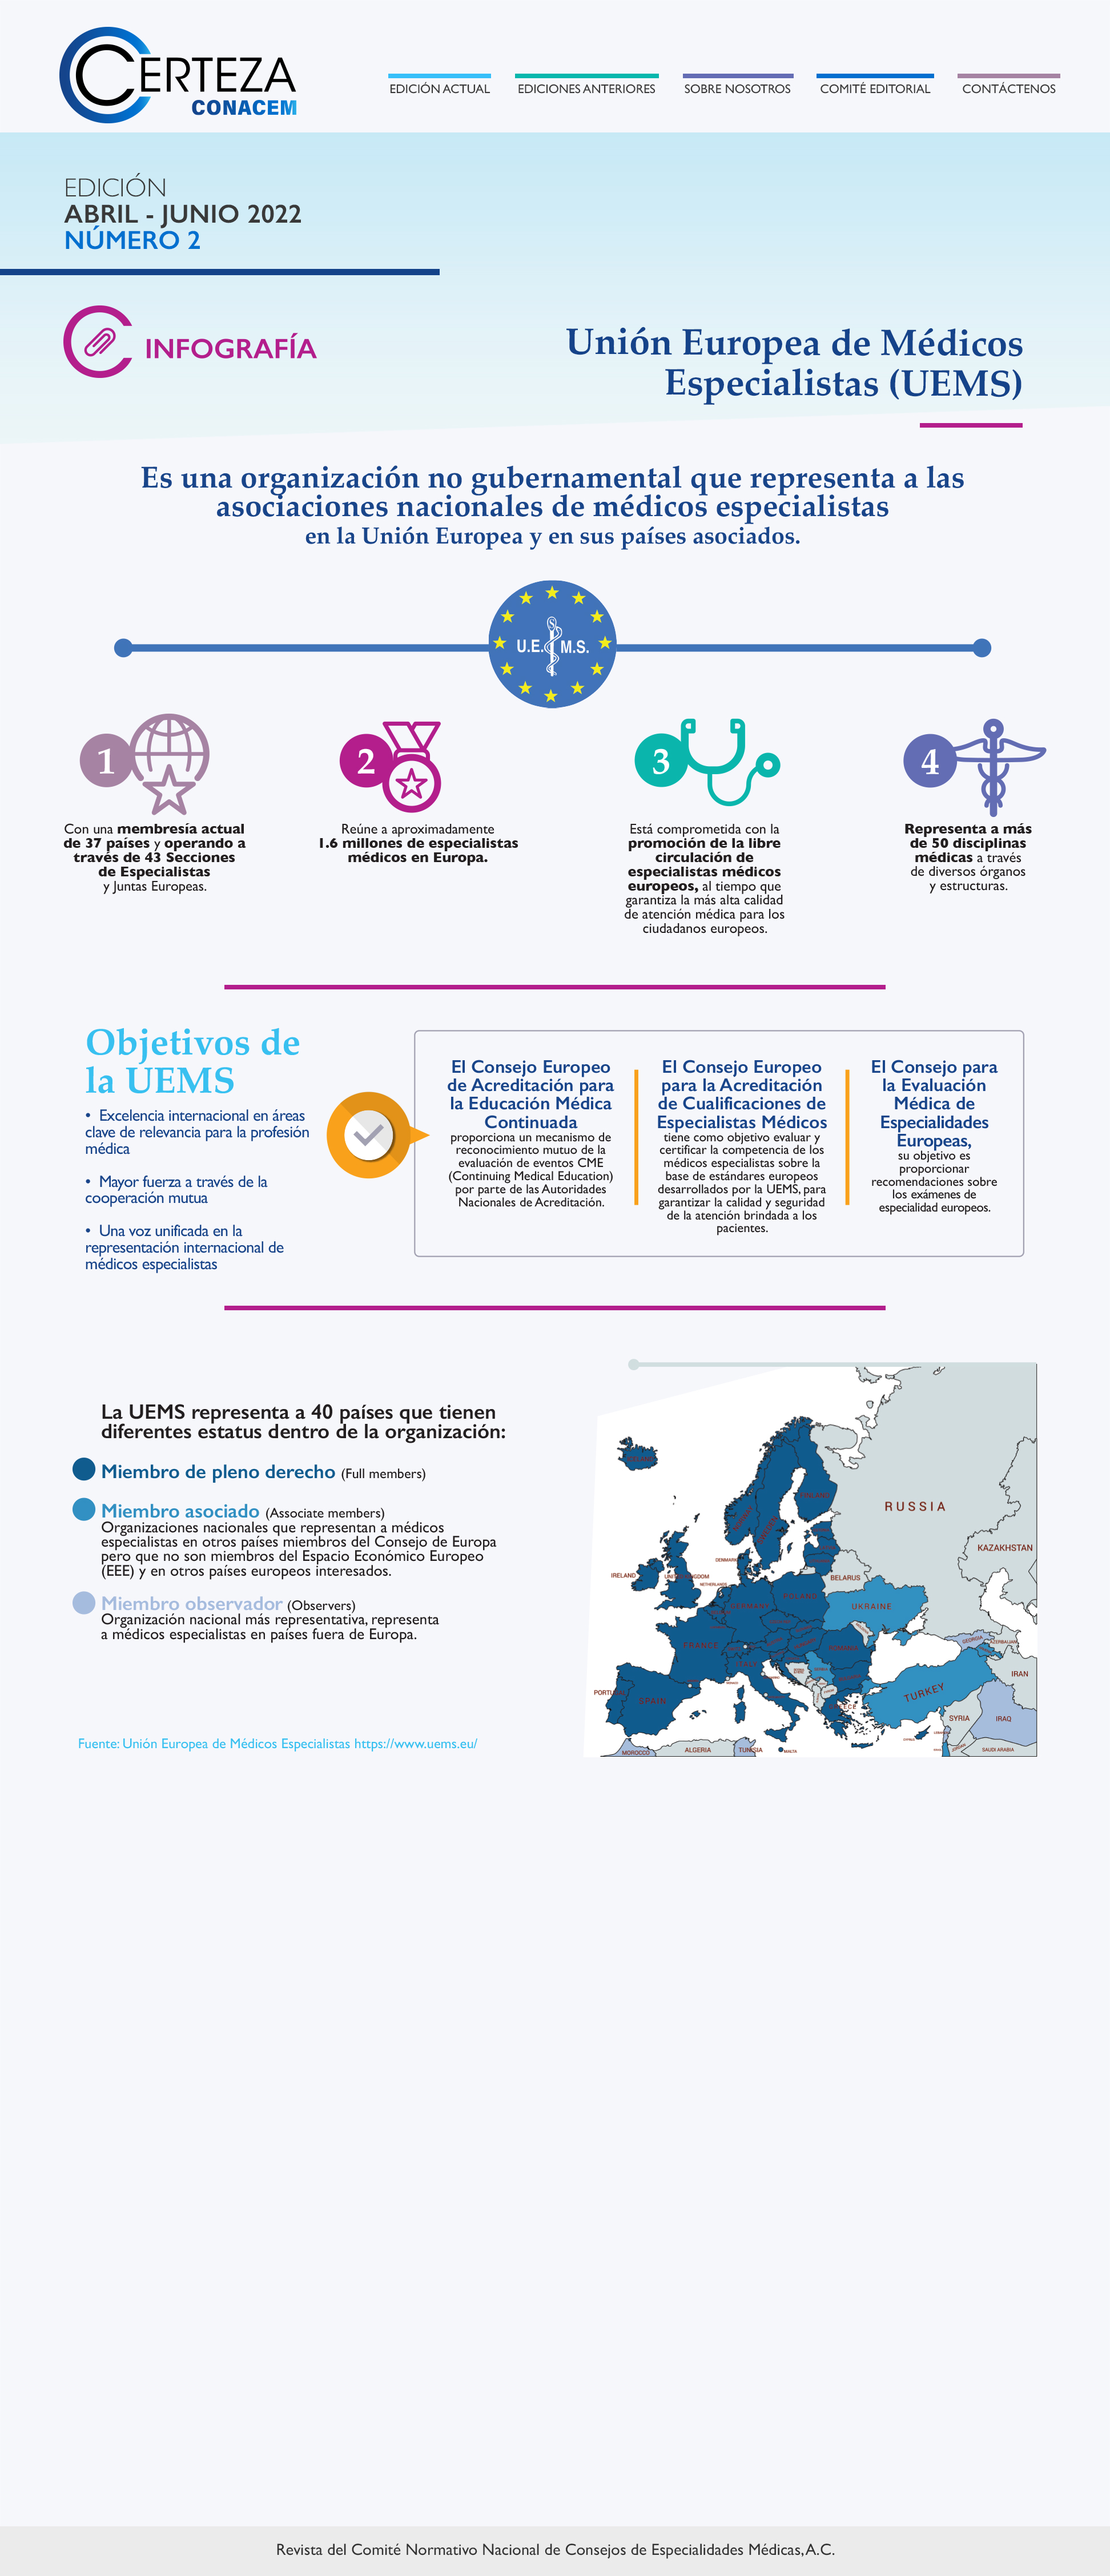 CERTEZA
CONACEM
EDICIÓN ACTUAL
EDICIONES ANTERIORES
SOBRE NOSOTROS
COMITÉ EDITORIAL
CONTÁCTENOS
EDICIÓN
ABRIL - JUNIO 2022
NÚMERO 2
INFOGRAFÍA
Unión Europea de Médicos
Especialistas (UEMS)
Es una organización no gubernamental que representa a las
asociaciones nacionales de médicos especialistas
en la Unión Europea y en sus países asociados.
U.E. M.S.
1
Con una membresía actual
de 37 países y operando a
través de 43 Secciones
de Especialistas
y Juntas Europeas.
2
Reúne a aproximadamente
1.6 millones de especialistas
médicos en Europa.
3
Está comprometida con la
promoción de la libre
circulación de
especialistas médicos
europeos, al tiempo que
garantiza la más alta calidad
de atención médica para los
ciudadanos europeos.
4
Representa a más
de 50 disciplinas
médicas a través
de diversos órganos
y estructuras.
Objetivos de
la UEMS
• Excelencia internacional en áreas
clave de relevancia para la profesión
médica
• Mayor fuerza a través de la
cooperación mutua
• Una voz unificada en la
representación internacional de
médicos especialistas
El Consejo Europeo
de Acreditación para
la Educación Médica
Continuada
proporciona un mecanismo de
reconocimiento mutuo de la
evaluación de eventos CME
(Continuing Medical Education)
por parte de las Autoridades
Nacionales de Acreditación.
El Consejo Europeo
para la Acreditación
de Cualificaciones de
Especialistas Médicos
tiene como objetivo evaluar y
certificar la competencia de los
médicos especialistas sobre la
base de estándares europeos
desarrollados por la UEMS, para
garantizar la calidad y seguridad
de la atención brindada a los
pacientes.
El Consejo para
la Evaluación
Médica de
Especialidades
Europeas,
su objetivo es
proporcionar
recomendaciones sobre
los exámenes de
especialidad europeos.
La UEMS representa a 40 países que tienen
diferentes estatus dentro de la organización:
Miembro de pleno derecho (Full members)
Miembro asociado (Associate members)
Organizaciones nacionales que representan a médicos
especialistas en otros países miembros del Consejo de Europa
pero que no son miembros del Espacio Económico Europeo
(EEE) y en otros países europeos interesados.
Miembro observador (Observers)
Organización nacional más representativa, representa
a médicos especialistas en países fuera de Europa.
Fuente: Unión Europea de Médicos Especialistas https://www.uems.eu/
RUSSIA
KAZAKHSTAN
IRELAND
UNITED KINGDOM
DENMARK
NETHERLANDS
BELARUS
POLAND
GERMANY
UKRAINE
FRANCE
GEORGIA
AZERBAIJAN
IRAN
PORTUGAL
SPAIN
TURKEY
SYRIA
IRAQ
MOROCCO
ALGERIA
TUNISIA
MALTA
JORDAN
SAUDI ARABIA
Revista del Comité Normativo Nacional de Consejos de Especialidades Médicas, A.C.